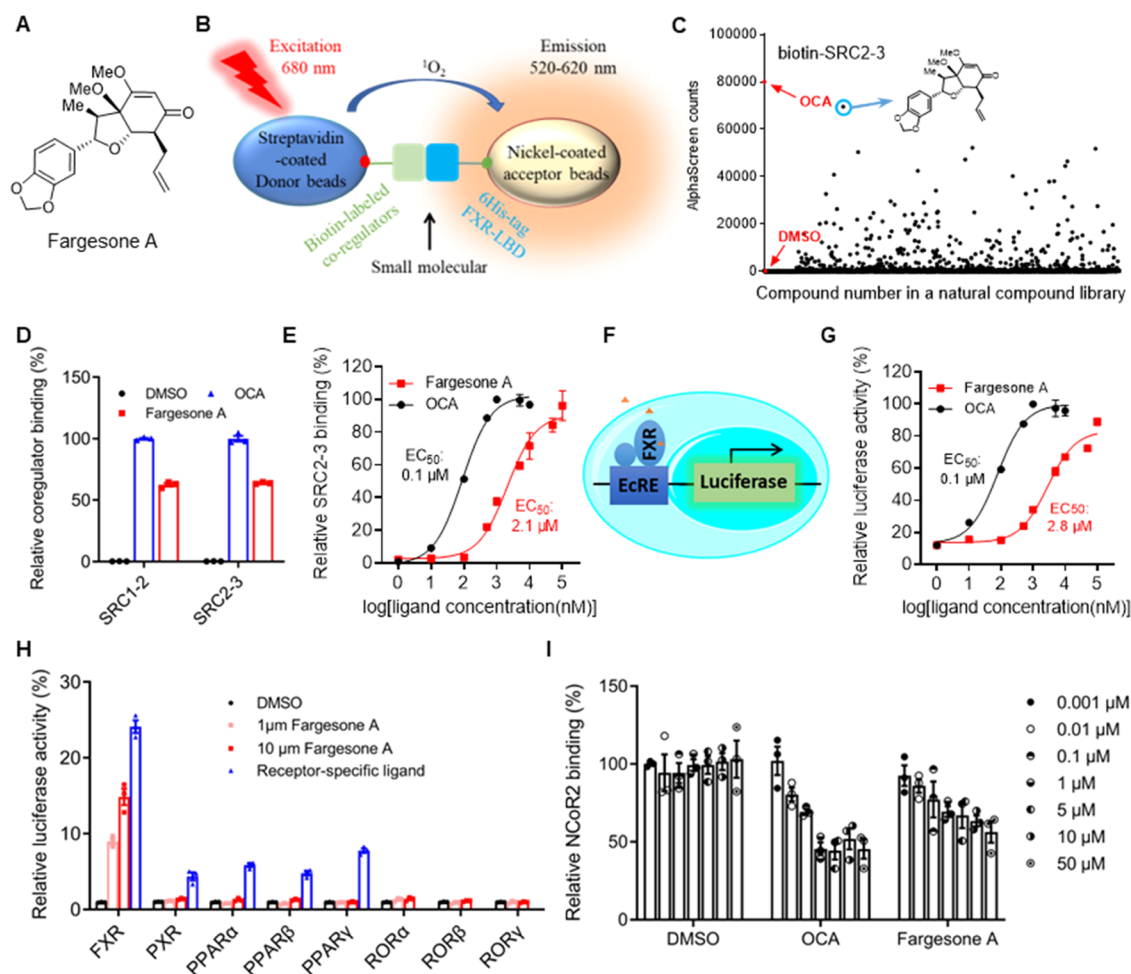 A
MeO
OMe
MeO
Me
O
O
O
O
Fargesone A
B
Excitation
680 nm
¹O₂
Emission
520-620 nm
Streptavidin
-coated
Donor beads
Nickel-coated
acceptor beads
Biotin-labeled
co-regulators
6His-tag
FXR-LBD
Small molecular
C
biotin-SRC2-3
AlphaScreen counts
100000
80000
60000
40000
20000
0
OCA
DMSO
OMe
MeO
Me
O
O
O
O
Compound number in a natural compound library
D
Relative coregulator binding (%)
150
100
50
0
DMSO
OCA
Fargesone A
SRC1-2
SRC2-3
E
Relative SRC2-3 binding (%)
120
100
80
60
40
20
0
Fargesone A
OCA
EC₅₀:
0.1 µM
EC₅₀:
2.1 µM
0 1 2 3 4 5
log[ligand concentration(nM)]
F
FXR
EcRE
Luciferase
G
Relative luciferase activity (%)
120
100
80
60
40
20
0
Fargesone A
OCA
EC₅₀:
0.1 µM
EC₅₀:
2.8 µM
0 1 2 3 4 5
log[ligand concentration(nM)]
H
Relative luciferase activity (%)
30
20
10
0
DMSO
1µm Fargesone A
10 µm Fargesone A
Receptor-specific ligand
FXR
PXR
PPARα
PPARβ
PPARγ
RORα
RORβ
RORγ
I
Relative NCoR2 binding (%)
150
100
50
0
DMSO
OCA
Fargesone A
0.001 µM
0.01 µM
0.1 µM
1 µM
5 µM
10 µM
50 µM